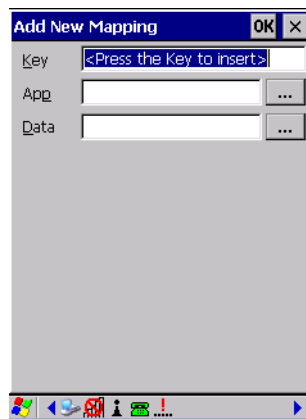 Add New Mapping OK ×
Key <Press the Key to insert>
App ...
Data ...